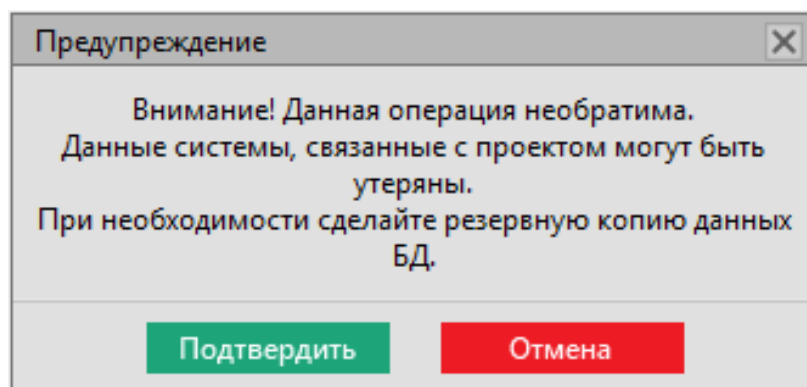 Предупреждение
Внимание! Данная операция необратима.
Данные системы, связанные с проектом могут быть
утеряны.
При необходимости сделайте резервную копию данных
БД.
Подтвердить
Отмена